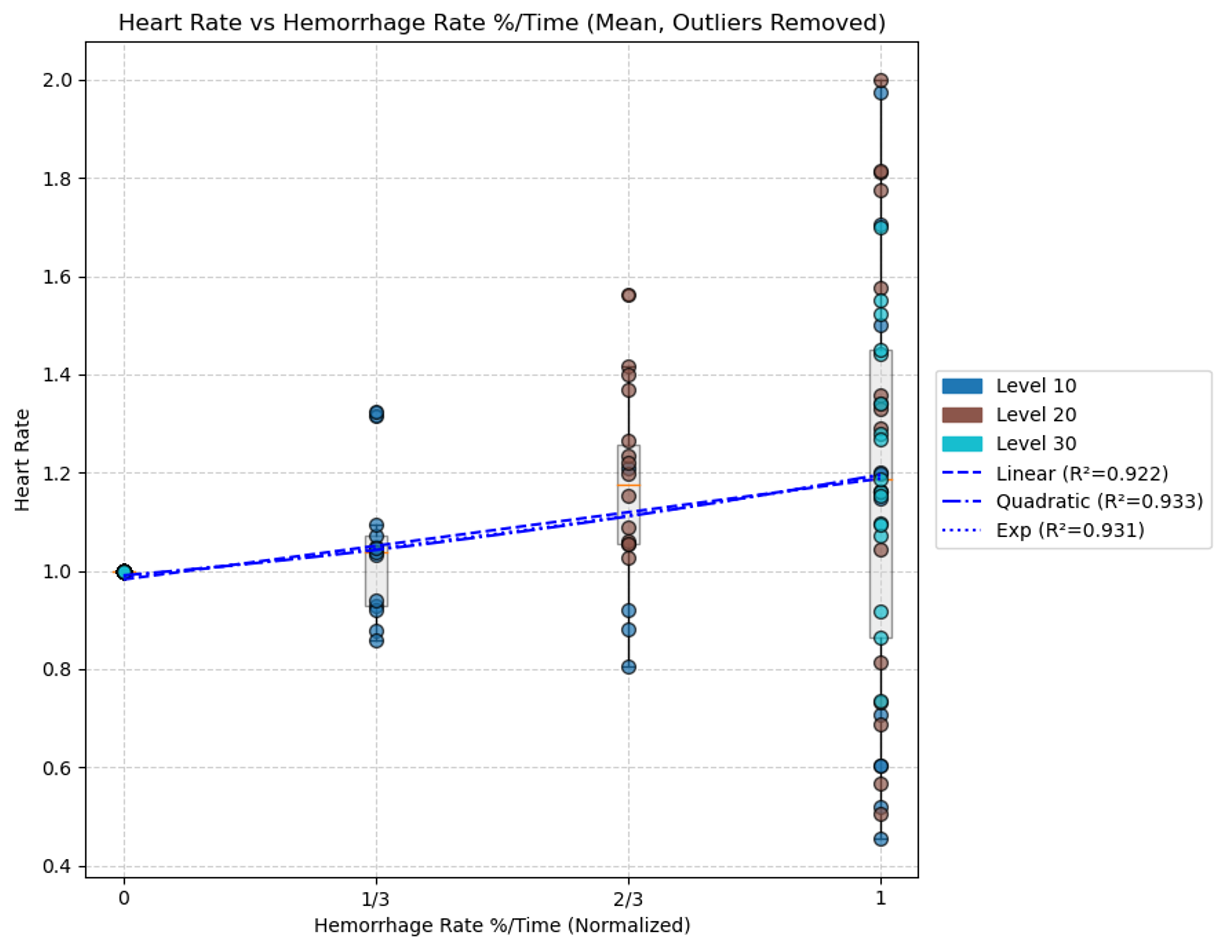 Heart Rate vs Hemorrhage Rate %/Time (Mean, Outliers Removed)
Heart Rate
2.0
1.8
1.6
1.4
1.2
1.0
0.8
0.6
0.4
0
1/3
2/3
1
Hemorrhage Rate %/Time (Normalized)
Level 10
Level 20
Level 30
Linear (R²=0.922)
Quadratic (R²=0.933)
Exp (R²=0.931)